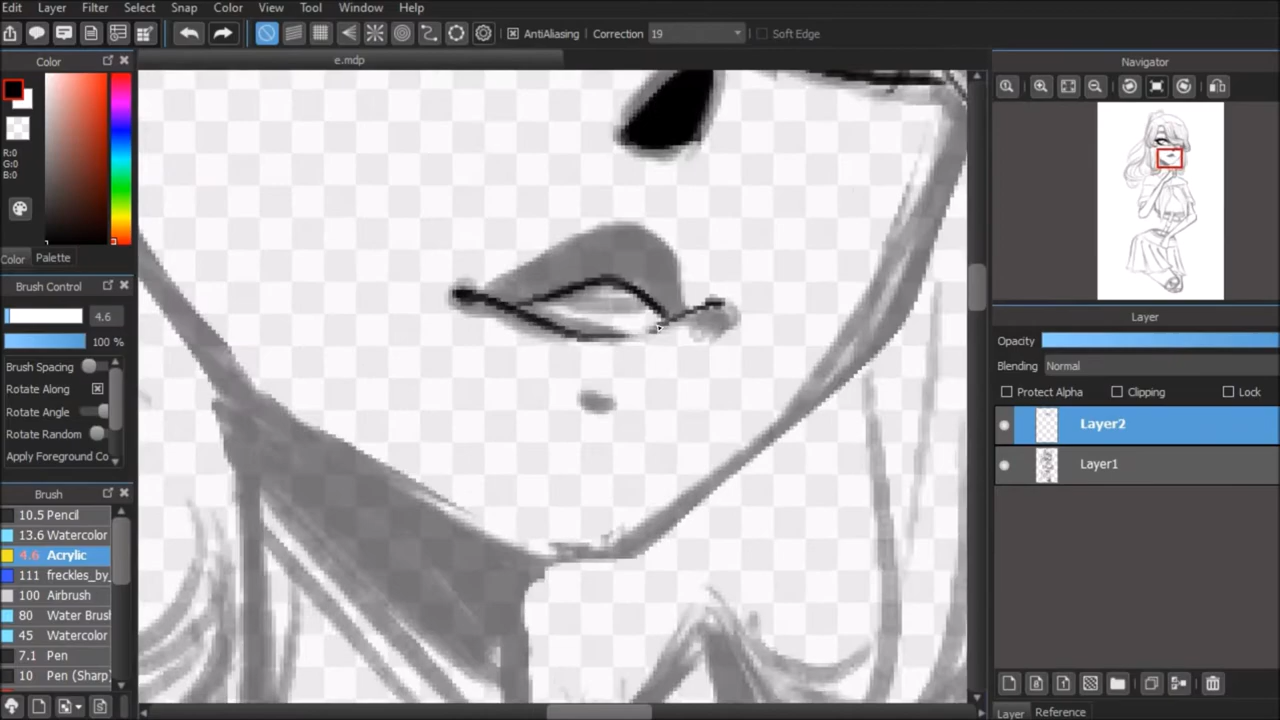 Edit Layer Filter Select Snap Color View Tool Window Help
AntiAliasing Correction 19 Soft Edge
Color
e.mdp
Navigator
R:0
G:0
B:0
Color Palette
Brush Control
4.6
100 %
Brush Spacing
Rotate Along
Rotate Angle
Rotate Random
Apply Foreground Co
Brush
10.5 Pencil
13.6 Watercolor
4.6 Acrylic
111 freckles_by_
100 Airbrush
80 Water Brus
45 Watercolor
7.1 Pen
10 Pen (Sharp)
Layer
Opacity
Blending Normal
Protect Alpha Clipping Lock
Layer2
Layer1
Layer Reference